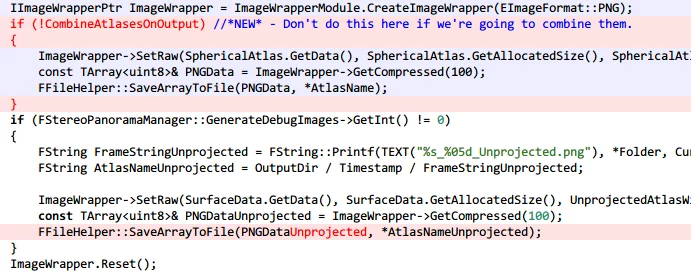 IImageWrapperPtr ImageWrapper = ImageWrapperModule.CreateImageWrapper(EImageFormat::PNG);
if (!CombineAtlasesOnOutput) //*NEW* - Don't do this here if we're going to combine them.
{
ImageWrapper->SetRaw(SphericalAtlas.GetData(), SphericalAtlas.GetAllocatedSize(), SphericalAtl
const TArray<uint8>& PNGData = ImageWrapper->GetCompressed(100);
FFileHelper::SaveArrayToFile(PNGData, *AtlasName);
}
if (FStereoPanoramaManager::GenerateDebugImages->GetInt() != 0)
{
FString FrameStringUnprojected = FString::Printf(TEXT("%s_%05d_Unprojected.png"), *Folder, Cur
FString AtlasNameUnprojected = OutputDir / Timestamp / FrameStringUnprojected;
ImageWrapper->SetRaw(SurfaceData.GetData(), SurfaceData.GetAllocatedSize(), UnprojectedAtlasWi
const TArray<uint8>& PNGDataUnprojected = ImageWrapper->GetCompressed(100);
FFileHelper::SaveArrayToFile(PNGDataUnprojected, *AtlasNameUnprojected);
}
ImageWrapper.Reset();